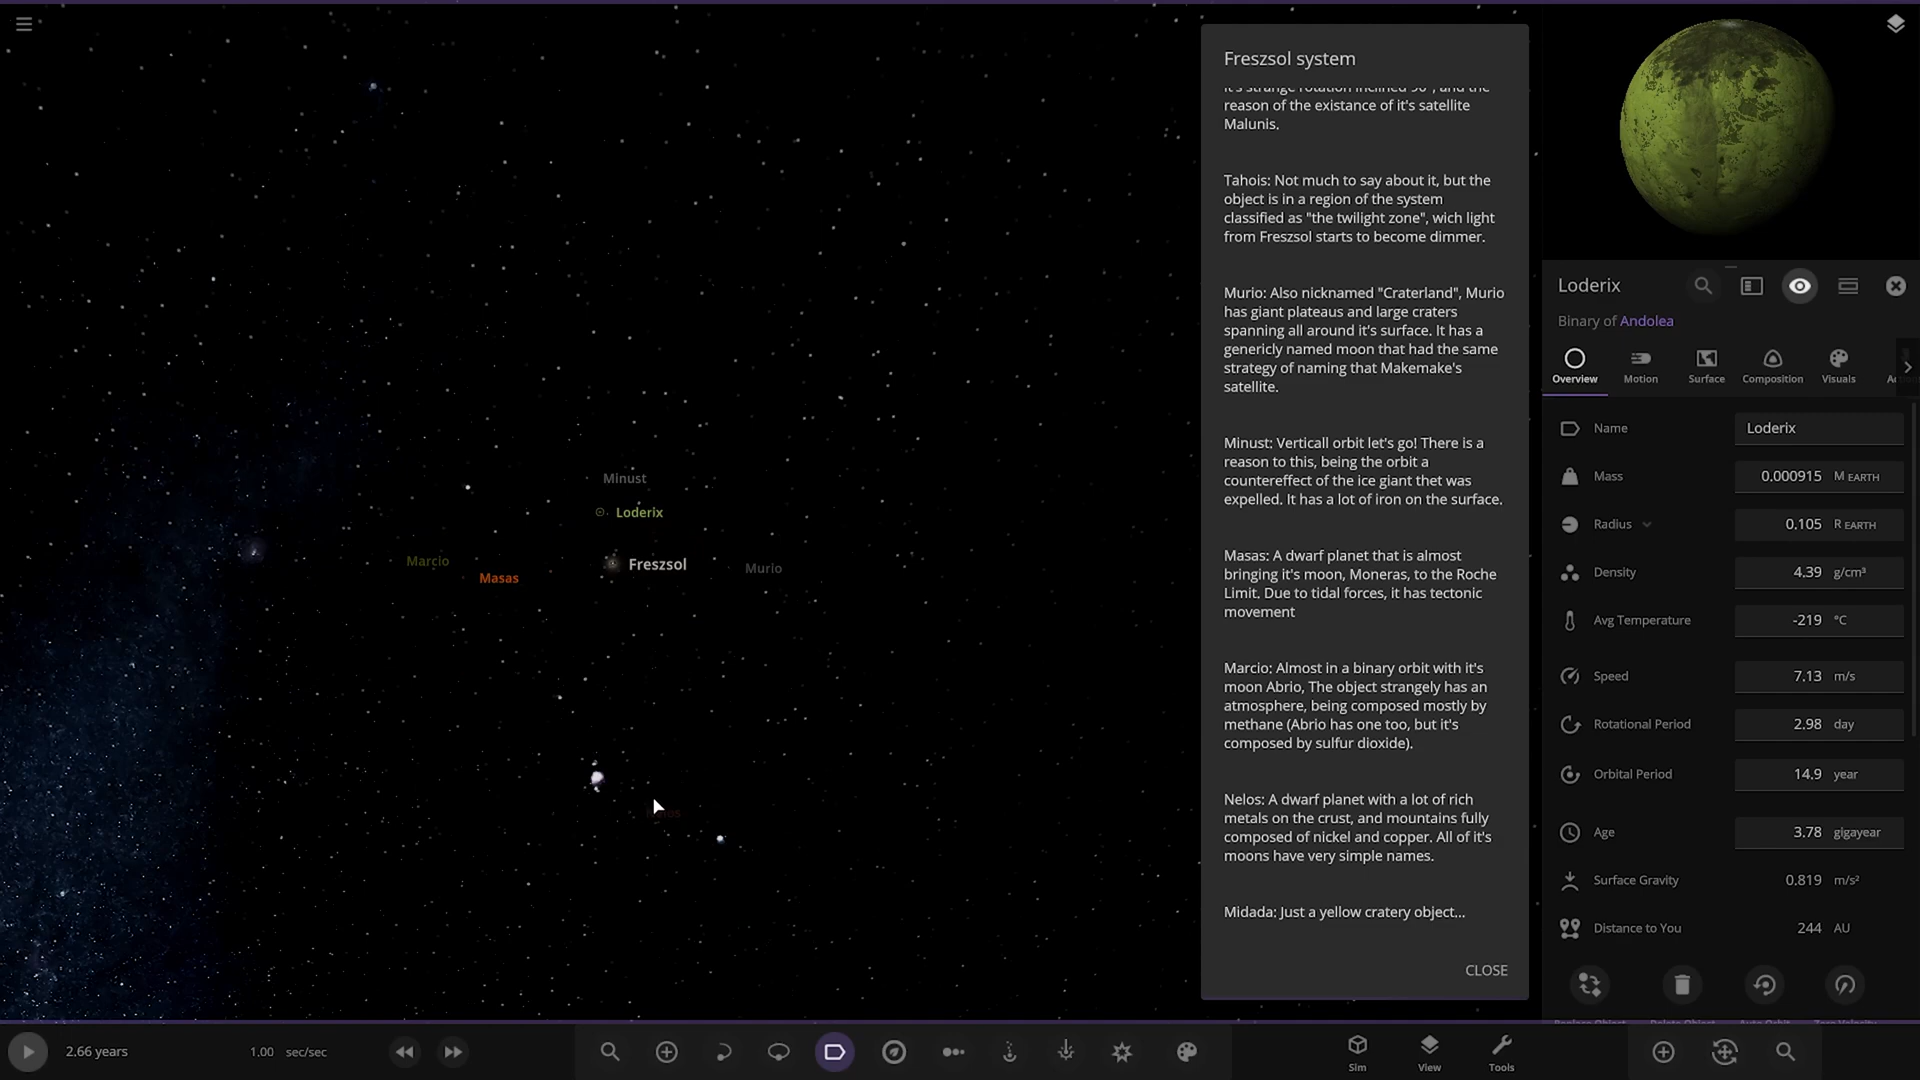 Freszsol system
it's strange rotation inclined 90°, and the
reason of the existance of it's satellite
Malunis.
Tahois: Not much to say about it, but the
object is in a region of the system
classified as "the twilight zone", wich light
from Freszsol starts to become dimmer.
Murio: Also nicknamed "Craterland", Murio
has giant plateaus and large craters
spanning all around it's surface. It has a
genericly named moon that had the same
strategy of naming that Makemake's
satellite.
Minust: Verticall orbit let's go! There is a
reason to this, being the orbit a
countereffect of the ice giant thet was
expelled. It has a lot of iron on the surface.
Masas: A dwarf planet that is almost
bringing it's moon, Moneras, to the Roche
Limit. Due to tidal forces, it has tectonic
movement
Marcio: Almost in a binary orbit with it's
moon Abrio, The object strangely has an
atmosphere, being composed mostly by
methane (Abrio has one too, but it's
composed by sulfur dioxide).
Nelos: A dwarf planet with a lot of rich
metals on the crust, and mountains fully
composed of nickel and copper. All of it's
moons have very simple names.
Midada: Just a yellow cratery object...
CLOSE
Minust
Loderix
Marcio
Masas
Freszsol
Murio
Loderix
Binary of Andolea
Overview
Motion
Surface
Composition
Visuals
Name Loderix
Mass 0.000915 M EARTH
Radius 0.105 R EARTH
Density 4.39 g/cm³
Avg Temperature -219 °C
Speed 7.13 m/s
Rotational Period 2.98 day
Orbital Period 14.9 year
Age 3.78 gigayear
Surface Gravity 0.819 m/s²
Distance to You 244 AU
2.66 years
1.00 sec/sec
Sim
View
Tools